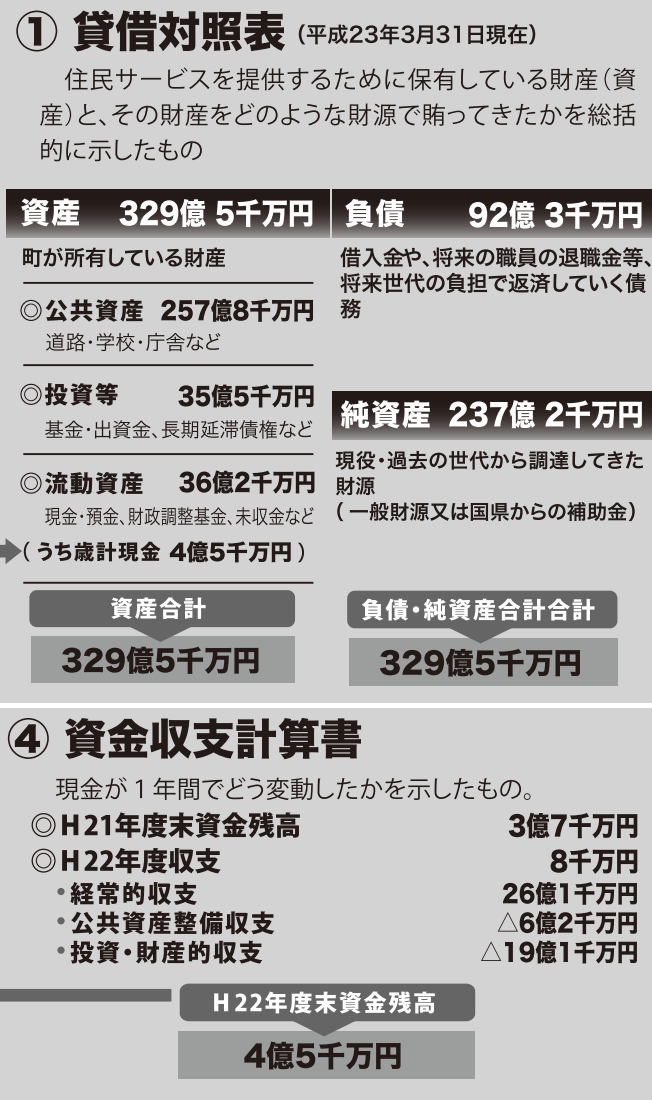 ① 貸借対照表（平成23年3月31日現在）
住民サービスを提供するために保有している財産（資
産）と、その財産をどのような財源で賄ってきたかを総括
的に示したもの
資産 329億 5千万円
町が所有している財産
◎公共資産 257億8千万円
道路・学校・庁舎など
◎投資等 35億5千万円
基金・出資金、長期延滞債権など
◎流動資産 36億2千万円
現金・預金、財政調整基金、未収金など
（うち歳計現金 4億5千万円）
資産合計
329億5千万円
負債 92億 3千万円
借入金や、将来の職員の退職金等、
将来世代の負担で返済していく債
務
純資産 237億 2千万円
現役・過去の世代から調達してきた
財源
（一般財源又は国県からの補助金）
負債・純資産合計合計
329億5千万円
④ 資金収支計算書
現金が1年間でどう変動したかを示したもの。
◎H21年度末資金残高 3億7千万円
◎H22年度収支 8千万円
•経常的収支 26億1千万円
•公共資産整備収支 △6億2千万円
•投資・財産的収支 △19億1千万円
H22年度末資金残高
4億5千万円